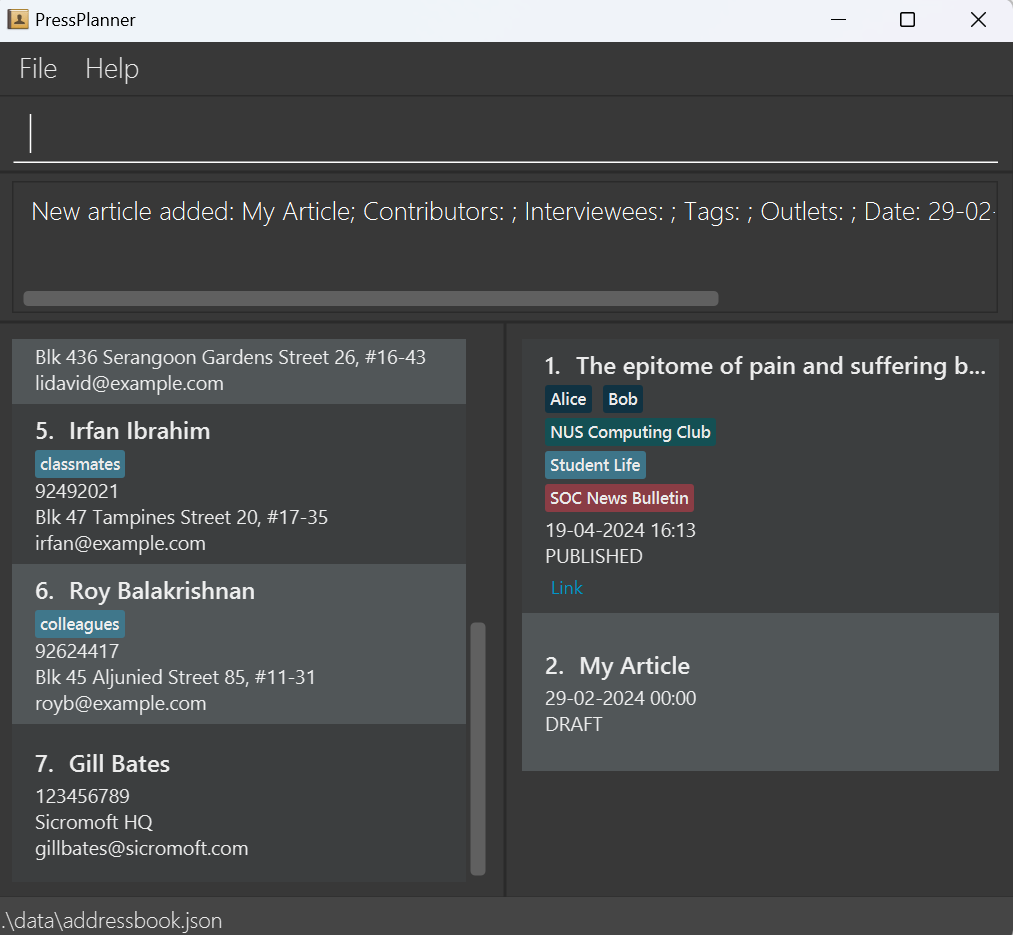 PressPlanner
File Help
New article added: My Article; Contributors: ; Interviewees: ; Tags: ; Outlets: ; Date: 29-02-
Blk 436 Serangoon Gardens Street 26, #16-43
lidavid@example.com
5. Irfan Ibrahim
classmates
92492021
Blk 47 Tampines Street 20, #17-35
irfan@example.com
6. Roy Balakrishnan
colleagues
92624417
Blk 45 Aljunied Street 85, #11-31
royb@example.com
7. Gill Bates
123456789
Sicromoft HQ
gillbates@sicromoft.com
1. The epitome of pain and suffering b...
Alice Bob
NUS Computing Club
Student Life
SOC News Bulletin
19-04-2024 16:13
PUBLISHED
Link
2. My Article
29-02-2024 00:00
DRAFT
.\data\addressbook.json